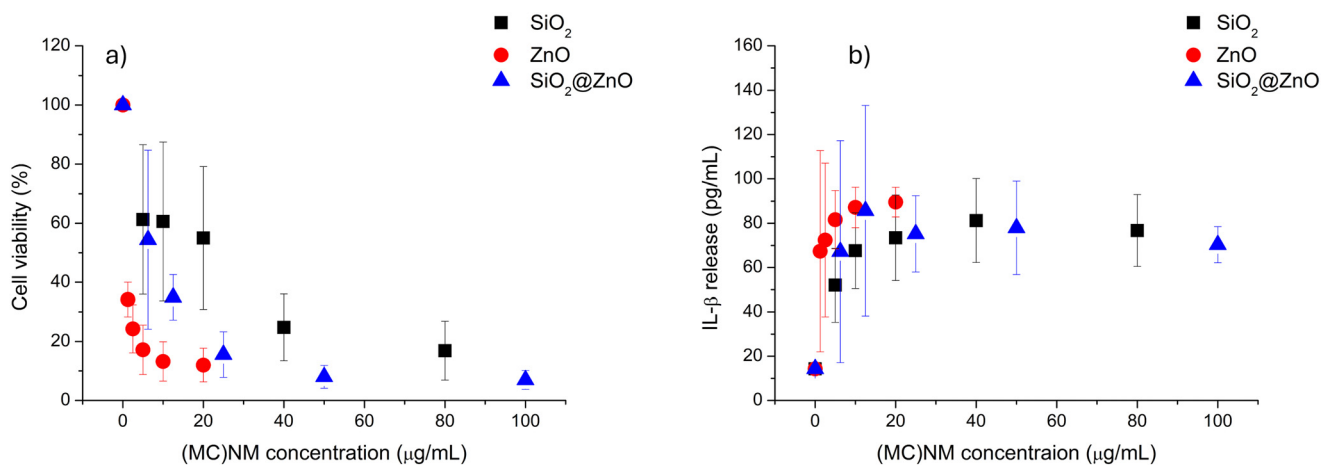 SiO2
ZnO
SiO2@ZnO
a)
120
100
80
60
40
20
0
Cell viability (%)
0 20 40 60 80 100
(MC)NM concentration (μg/mL)
SiO2
ZnO
SiO2@ZnO
b)
160
140
120
100
80
60
40
20
0
IL-β release (pg/mL)
0 20 40 60 80 100
(MC)NM concentraion (μg/mL)